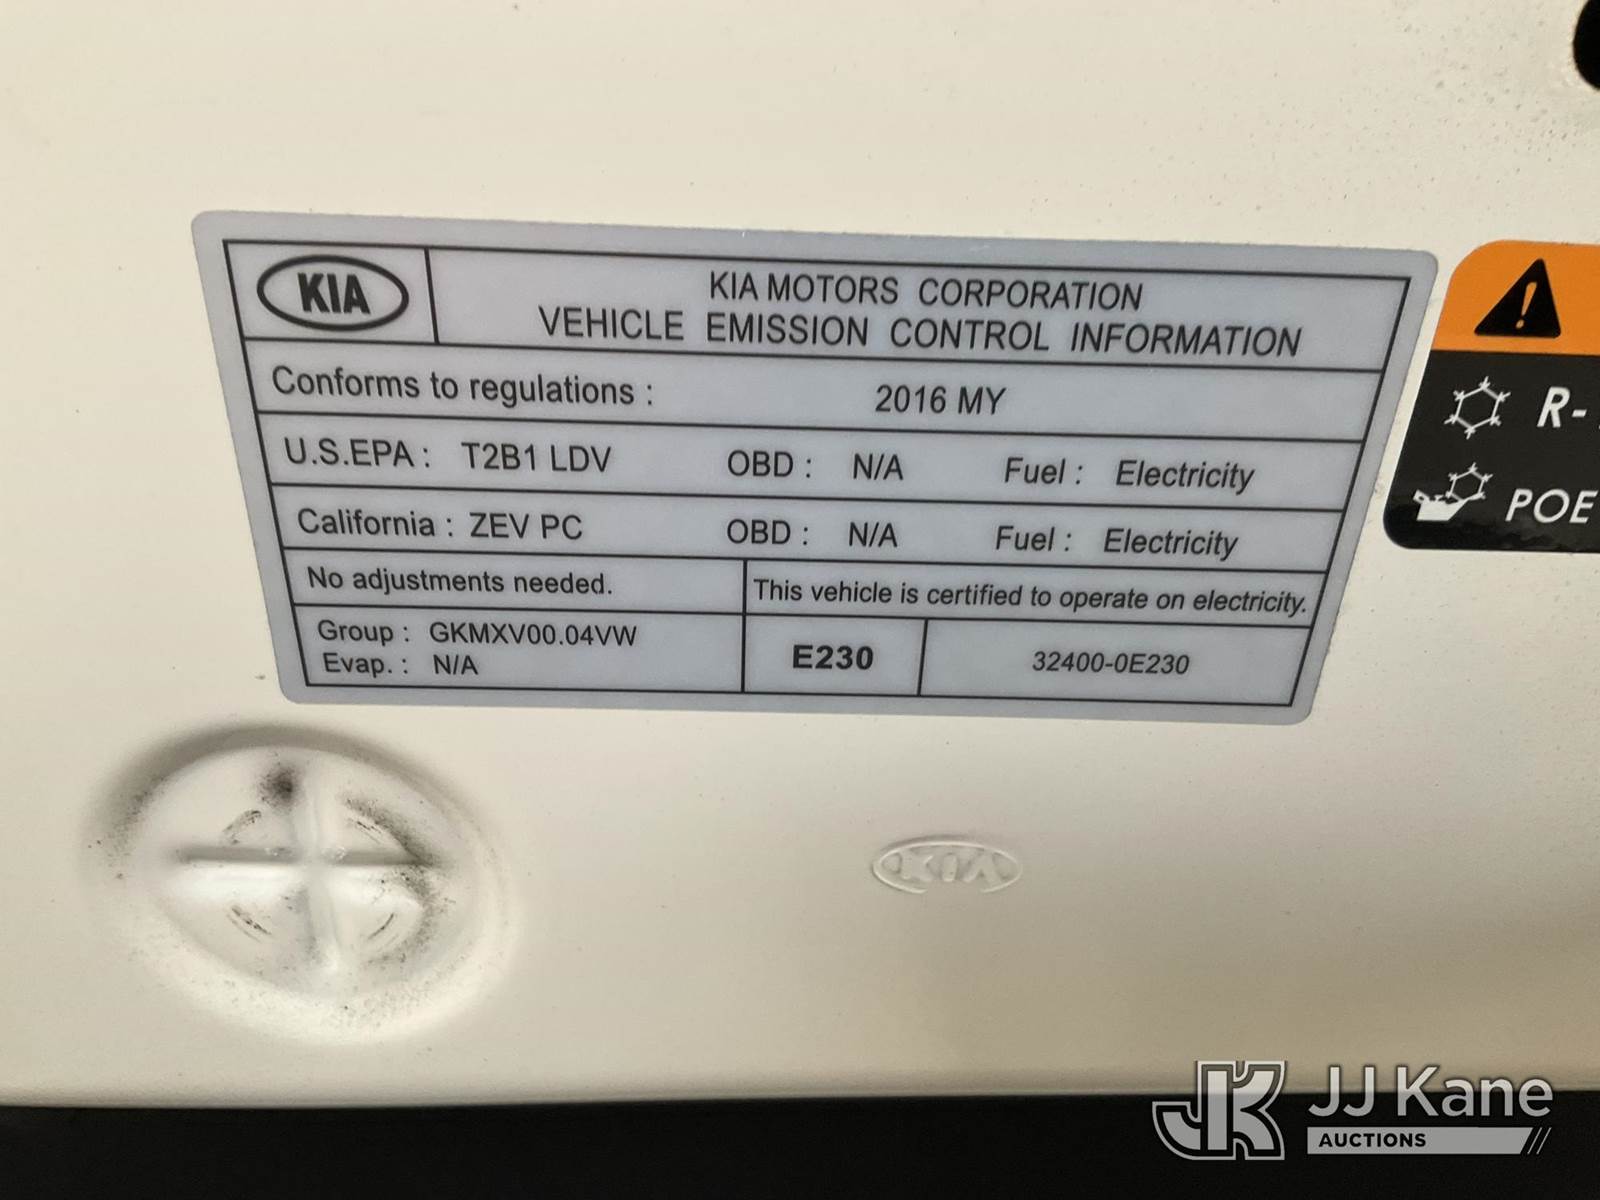 KIA
KIA MOTORS CORPORATION
VEHICLE EMISSION CONTROL INFORMATION
Conforms to regulations : 2016 MY
U.S.EPA : T2B1 LDV OBD : N/A Fuel : Electricity
California : ZEV PC OBD : N/A Fuel : Electricity
No adjustments needed. This vehicle is certified to operate on electricity.
Group : GKMXV00.04VW
Evap. : N/A
E230 32400-0E230
R-
POE
KIA
JK JJ Kane
AUCTIONS